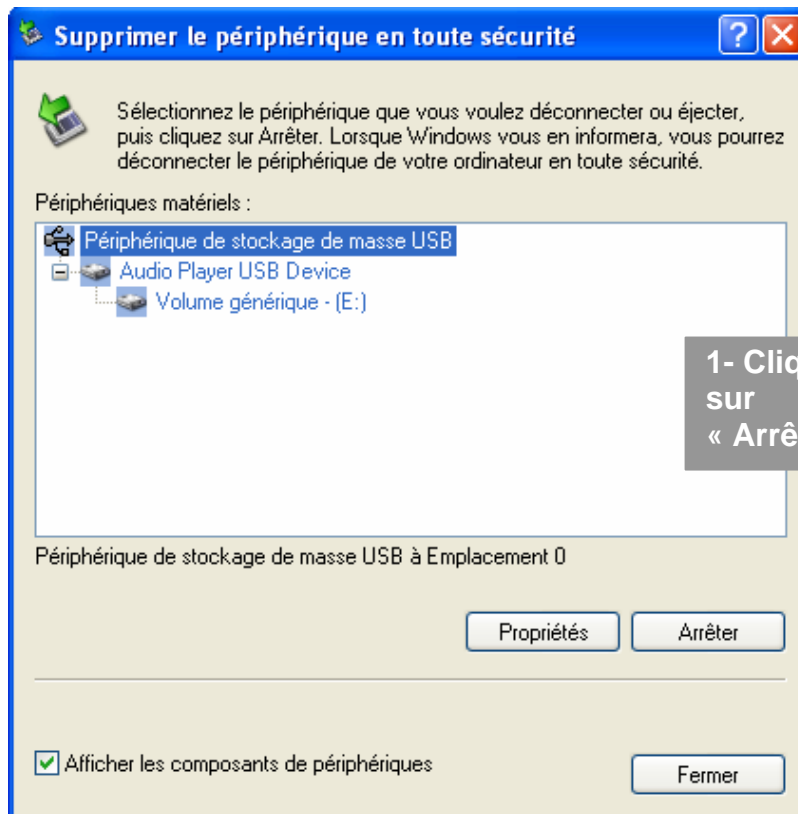 Supprimer le périphérique en toute sécurité
Sélectionnez le périphérique que vous voulez déconnecter ou éjecter,
puis cliquez sur Arrêter. Lorsque Windows vous en informera, vous pourrez
déconnecter le périphérique de votre ordinateur en toute sécurité.
Périphériques matériels :
Périphérique de stockage de masse USB
Audio Player USB Device
Volume générique - (E:)
1- Cliq
sur
« Arrê
Périphérique de stockage de masse USB à Emplacement 0
Propriétés Arrêter
Afficher les composants de périphériques
Fermer